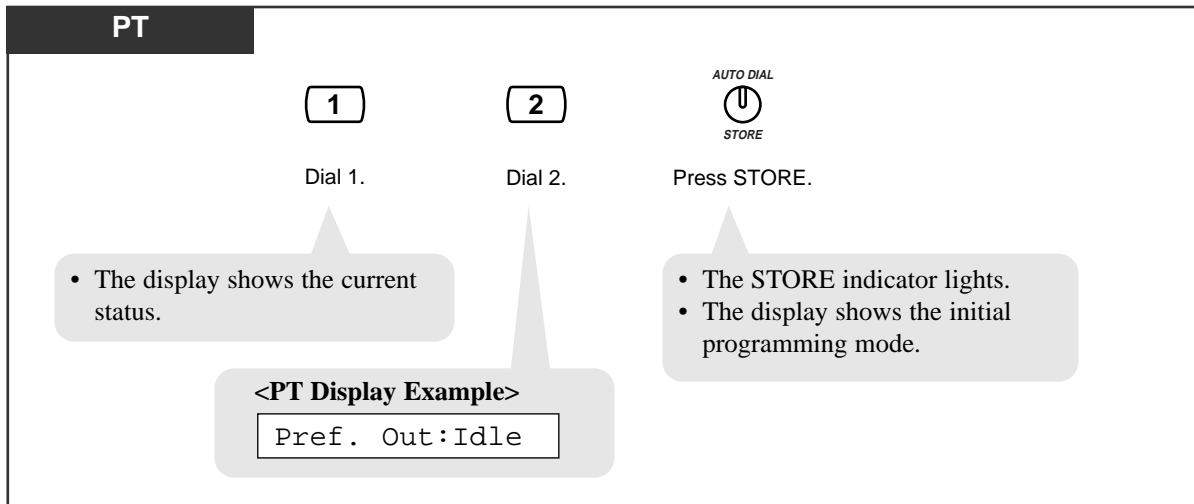 PT
1
2
AUTO DIAL
STORE
Dial 1.
Dial 2.
Press STORE.
• The display shows the current
status.
• The STORE indicator lights.
• The display shows the initial
programming mode.
<PT Display Example>
Pref. Out:Idle